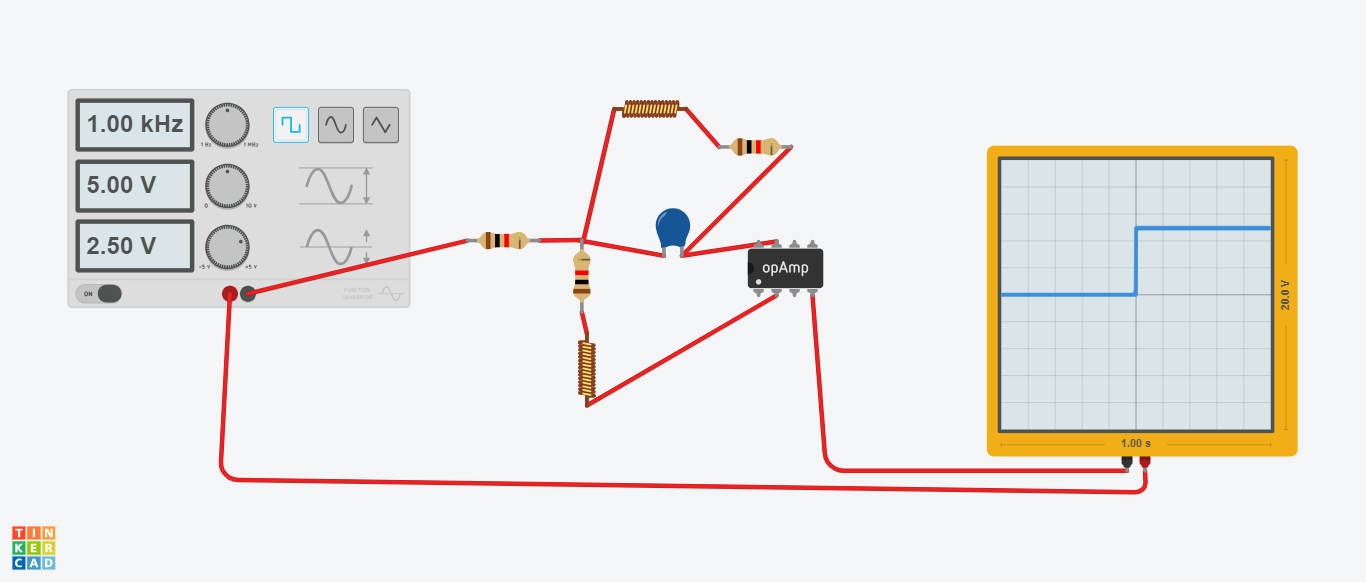 1.00 kHz
1 Hz
1 MHz
5.00 V
0
10 V
2.50 V
-5 V
+5 V
ON
FUNCTION
GENERATOR
opAmp
20.0 V
1.00 s
TIN
KER
CAD